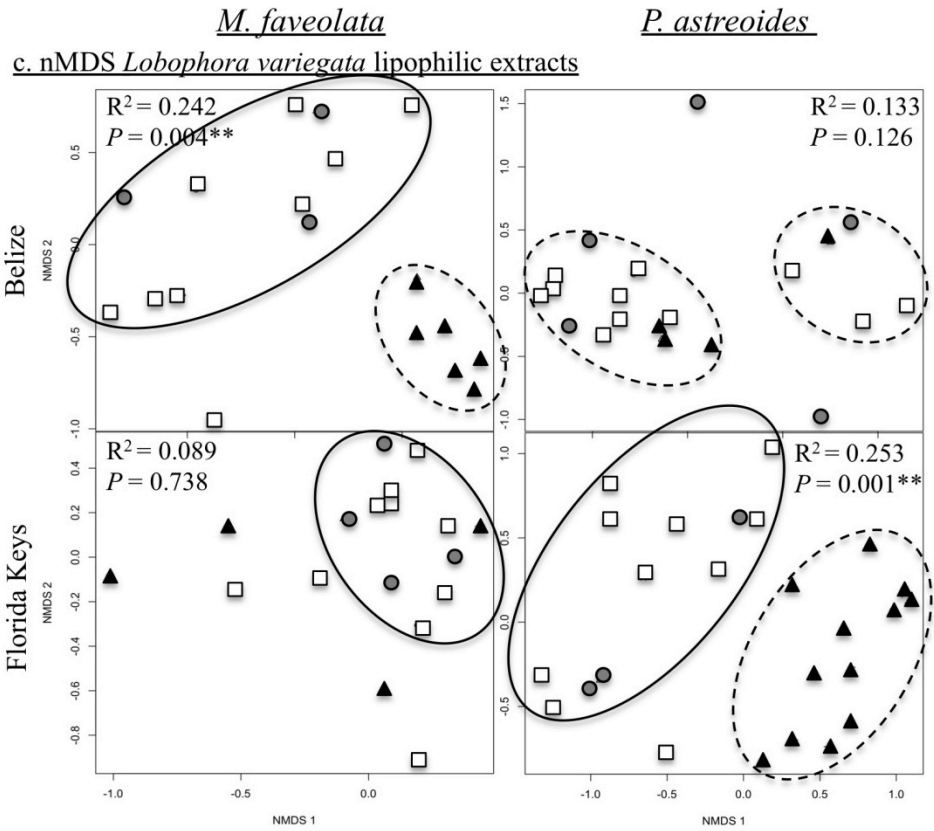 M. faveolata P. astreoides
c. nMDS Lobophora variegata lipophilic extracts
Belize
NMDS 2
0.5
0.0
-0.5
-1.0
R² = 0.242
P = 0.004**
1.5
1.0
0.5
0.0
-0.5
-1.0
R² = 0.133
P = 0.126
Florida Keys
NMDS 2
0.4
0.2
0.0
-0.2
-0.4
-0.6
-0.8
R² = 0.089
P = 0.738
1.0
0.5
0.0
-0.5
R² = 0.253
P = 0.001**
-1.0 -0.5 0.0
NMDS 1
-1.0 -0.5 0.0 0.5 1.0
NMDS 1